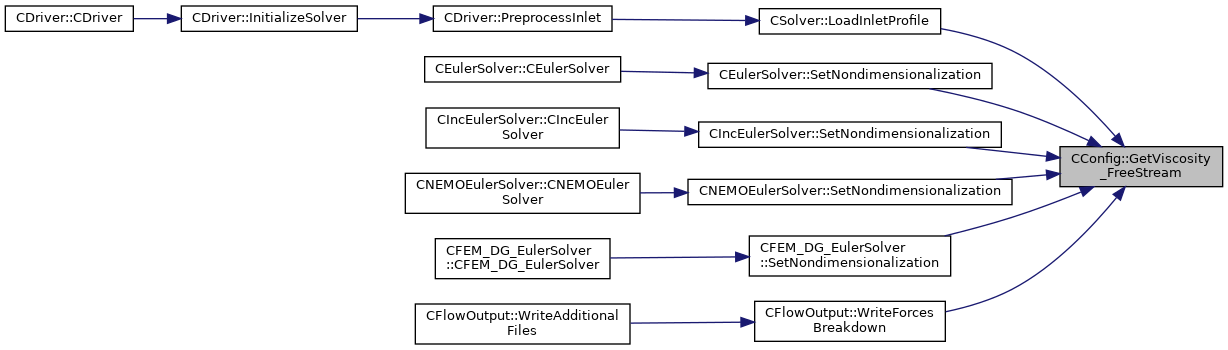 CDriver::CDriver
CDriver::InitializeSolver
CDriver::PreprocessInlet
CSolver::LoadInletProfile
CEulerSolver::CEulerSolver
CEulerSolver::SetNondimensionalization
CIncEulerSolver::CIncEuler
Solver
CIncEulerSolver::SetNondimensionalization
CConfig::GetViscosity
_FreeStream
CNEMOEulerSolver::CNEMOEuler
Solver
CNEMOEulerSolver::SetNondimensionalization
CFEM_DG_EulerSolver
::CFEM_DG_EulerSolver
CFEM_DG_EulerSolver
::SetNondimensionalization
CFlowOutput::WriteAdditional
Files
CFlowOutput::WriteForces
Breakdown